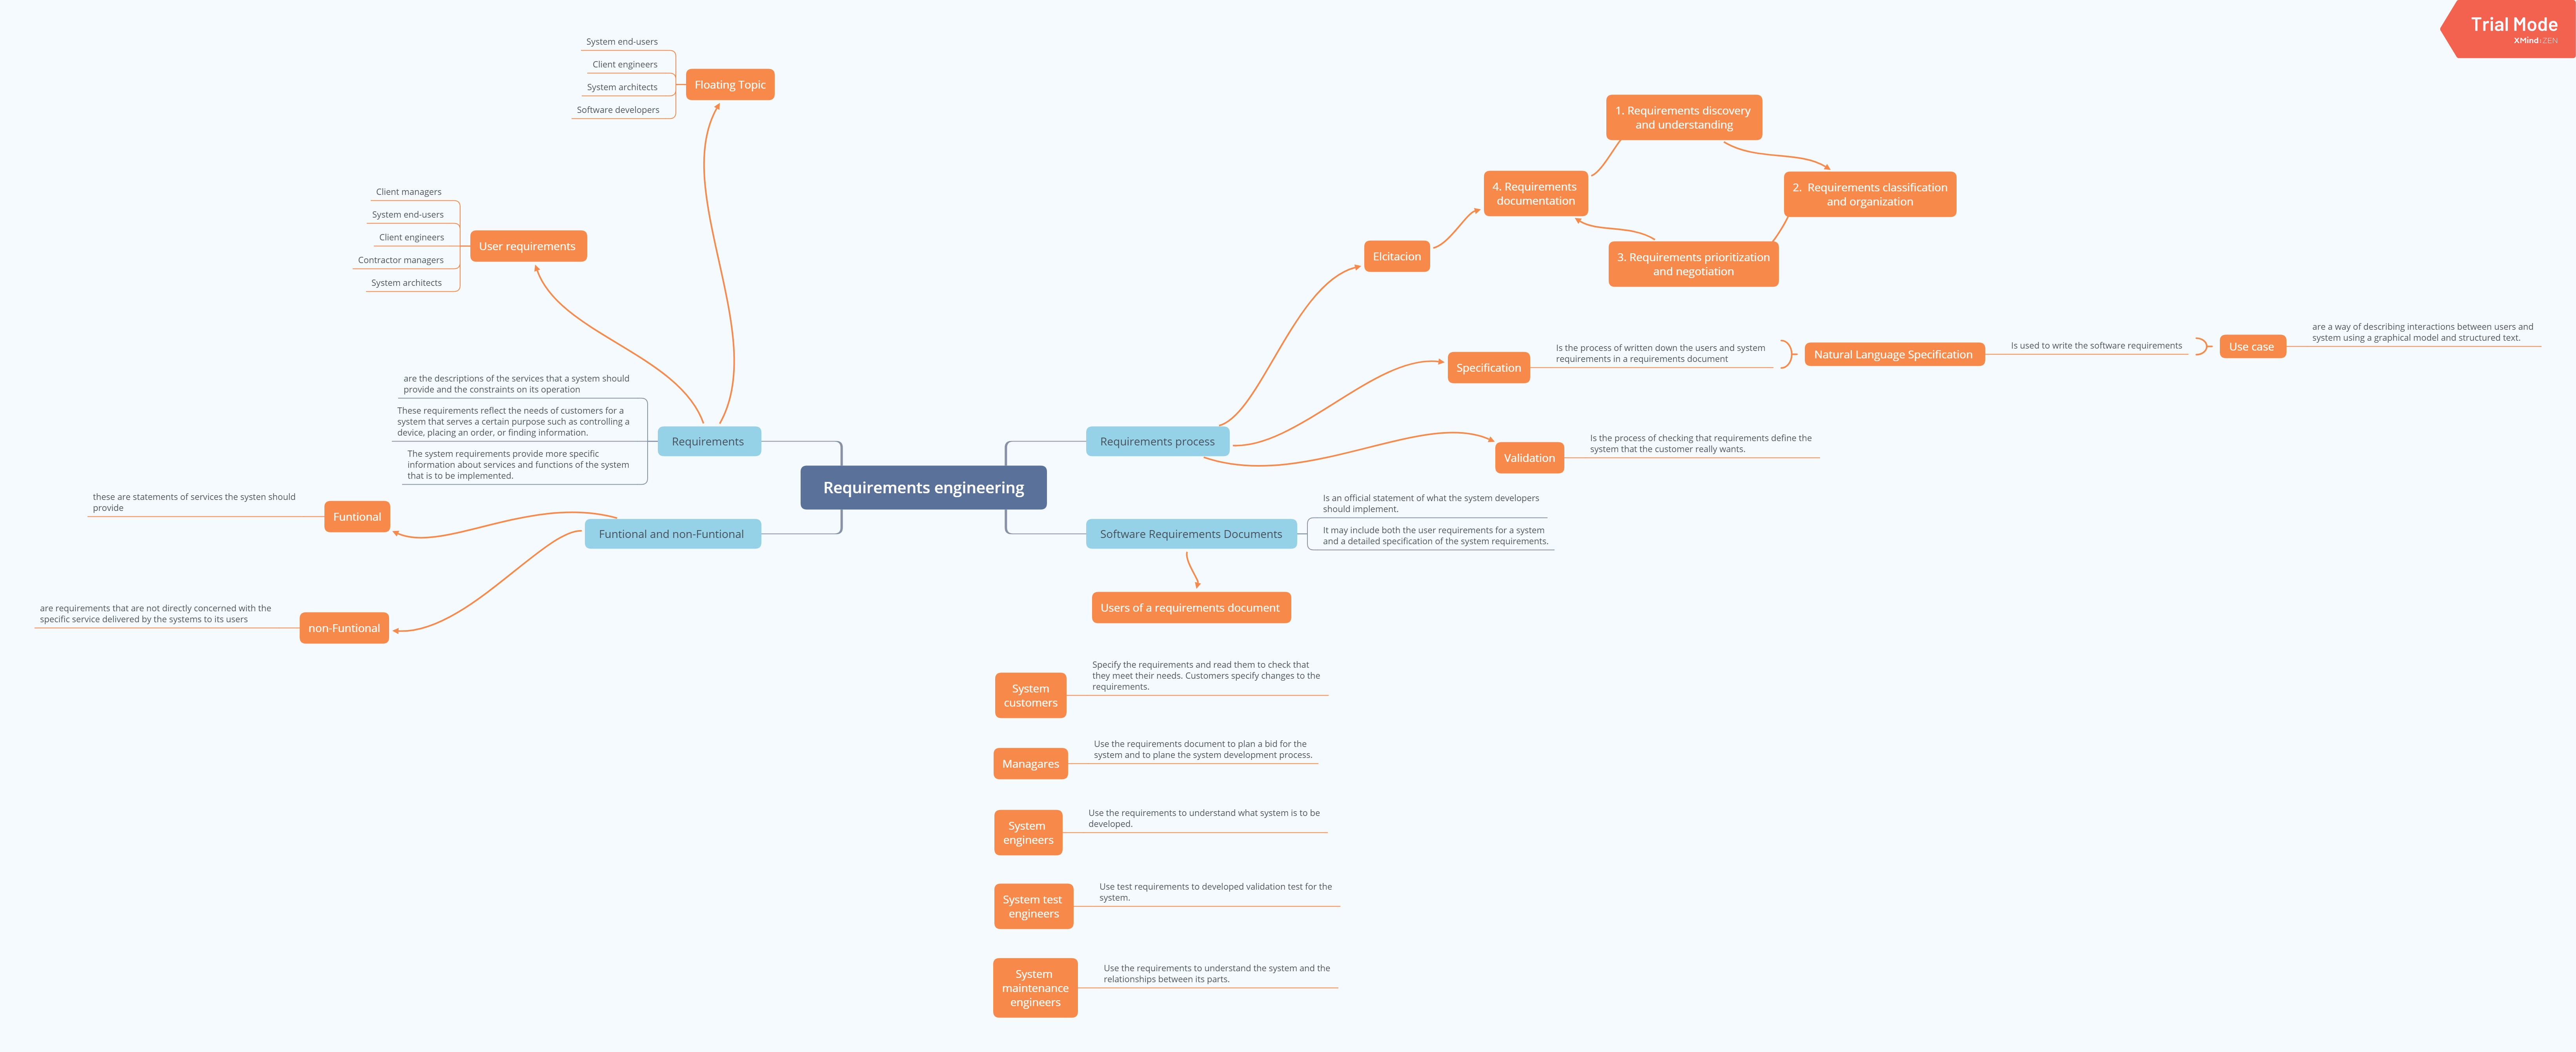 Trial Mode
XMind:ZEN
System end-users
Client engineers
System architects
Software developers
Floating Topic
Client managers
System end-users
Client engineers
Contractor managers
System architects
User requirements
are the descriptions of the services that a system should
provide and the constraints on its operation
These requirements reflect the needs of customers for a
system that serves a certain purpose such as controlling a
device, placing an order, or finding information.
The system requirements provide more specific
information about services and functions of the system
that is to be implemented.
Requirements
these are statements of services the systen should
provide
Funtional
Funtional and non-Funtional
are requirements that are not directly concerned with the
specific service delivered by the systems to its users
non-Funtional
Requirements engineering
Requirements process
1. Requirements discovery
and understanding
2. Requirements classification
and organization
3. Requirements prioritization
and negotiation
4. Requirements
documentation
Elcitacion
Specification
Is the process of written down the users and system
requirements in a requirements document
Natural Language Specification
Is used to write the software requirements
Use case
are a way of describing interactions between users and
system using a graphical model and structured text.
Validation
Is the process of checking that requirements define the
system that the customer really wants.
Software Requirements Documents
Is an official statement of what the system developers
should implement.
It may include both the user requirements for a system
and a detailed specification of the system requirements.
Users of a requirements document
System
customers
Specify the requirements and read them to check that
they meet their needs. Customers specify changes to the
requirements.
Managares
Use the requirements document to plan a bid for the
system and to plane the system development process.
System
engineers
Use the requirements to understand what system is to be
developed.
System test
engineers
Use test requirements to developed validation test for the
system.
System
maintenance
engineers
Use the requirements to understand the system and the
relationships between its parts.